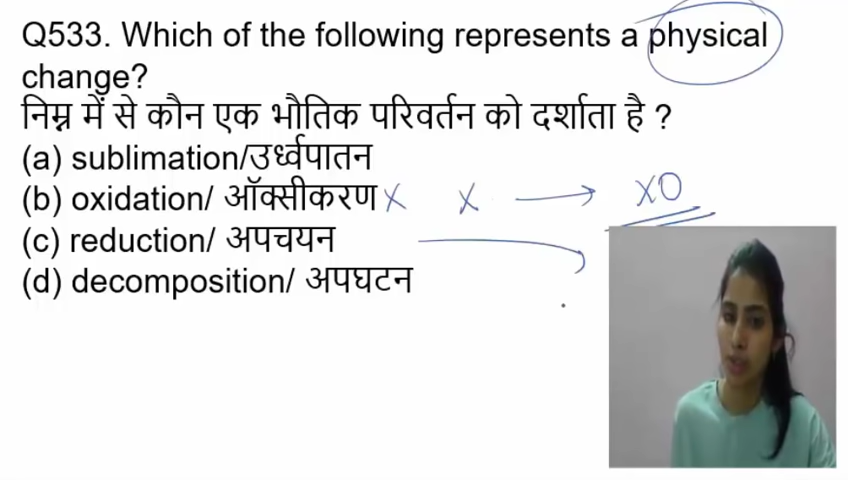 Q533. Which of the following represents a physical
change?
निम्न में से कौन एक भौतिक परिवर्तन को दर्शाता है ?
(a) sublimation/उर्ध्वपातन
(b) oxidation/ ऑक्सीकरण X X → XO
(c) reduction/ अपचयन
(d) decomposition/ अपघटन